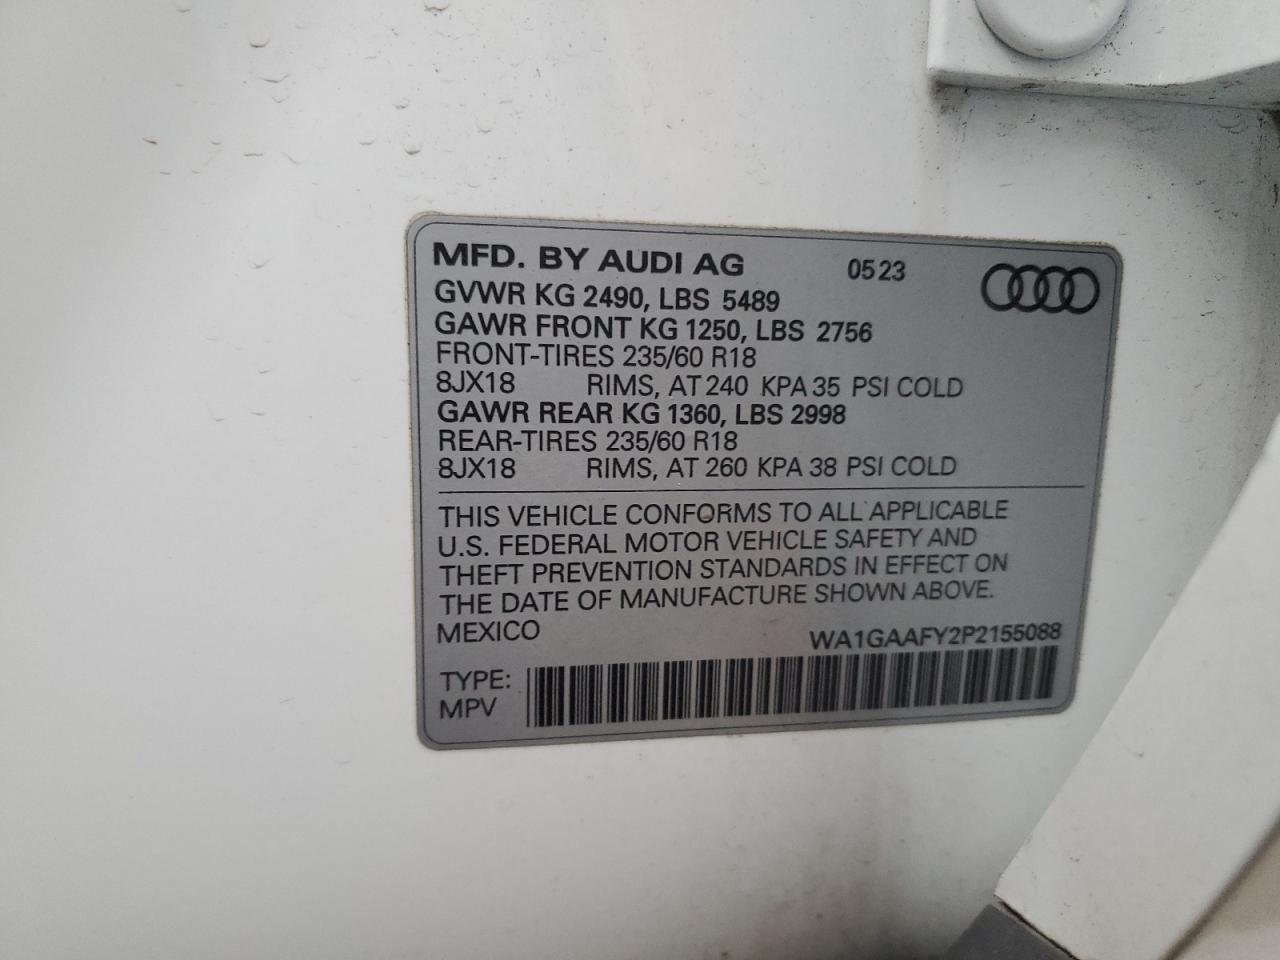 MFD. BY AUDI AG 0523
GVWR KG 2490, LBS 5489
GAWR FRONT KG 1250, LBS 2756
FRONT-TIRES 235/60 R18
8JX18 RIMS, AT 240 KPA 35 PSI COLD
GAWR REAR KG 1360, LBS 2998
REAR-TIRES 235/60 R18
8JX18 RIMS, AT 260 KPA 38 PSI COLD
THIS VEHICLE CONFORMS TO ALL APPLICABLE
U.S. FEDERAL MOTOR VEHICLE SAFETY AND
THEFT PREVENTION STANDARDS IN EFFECT ON
THE DATE OF MANUFACTURE SHOWN ABOVE.
MEXICO WA1GAAFY2P2155088
TYPE:
MPV